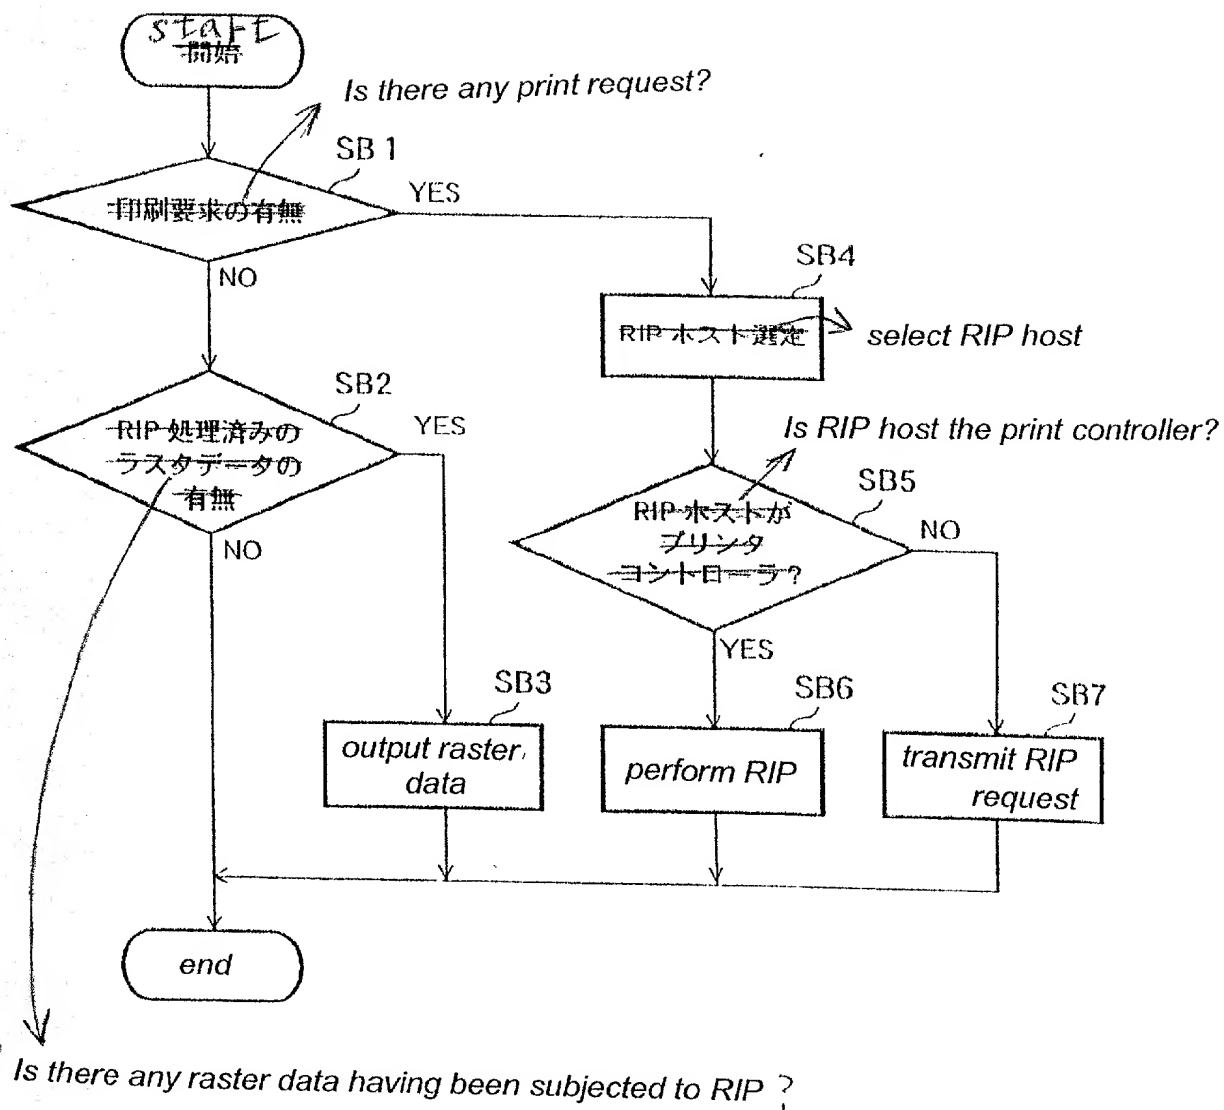 start
開始
Is there any print request?
SB1
印刷要求の有無
YES
NO
SB4
RIP ホスト選定
select RIP host
SB2
RIP 処理済みの
ラスタデータの
有無
YES
NO
Is RIP host the print controller?
SB5
RIP ホストが
プリンタ
コントローラ?
NO
YES
SB3
output raster
data
SB6
perform RIP
SB7
transmit RIP
request
end
Is there any raster data having been subjected to RIP ?